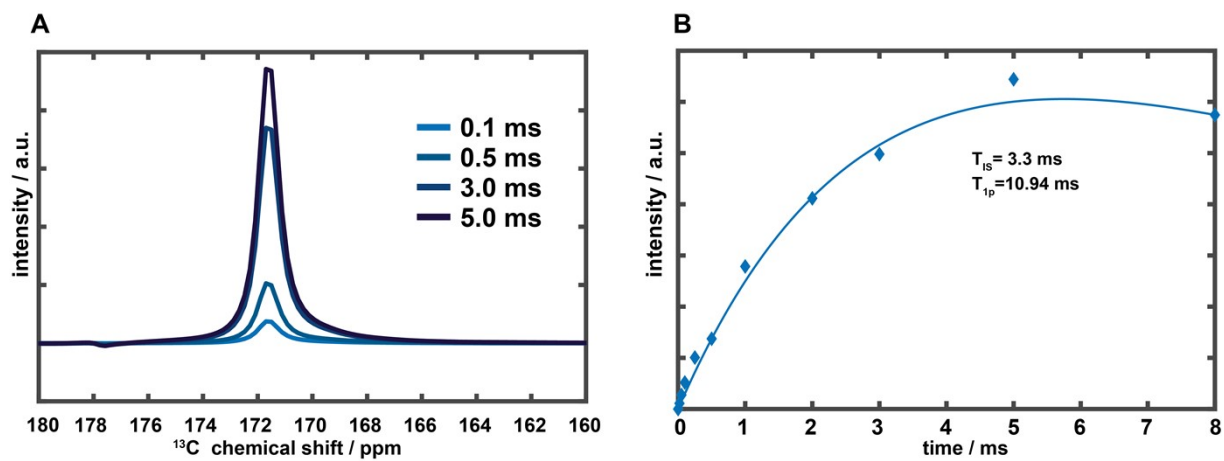 A
intensity / a.u.
0.1 ms
0.5 ms
3.0 ms
5.0 ms
180 178 176 174 172 170 168 166 164 162 160
¹³C chemical shift / ppm
B
intensity / a.u.
T_IS= 3.3 ms
T_1p=10.94 ms
0 1 2 3 4 5 6 7 8
time / ms